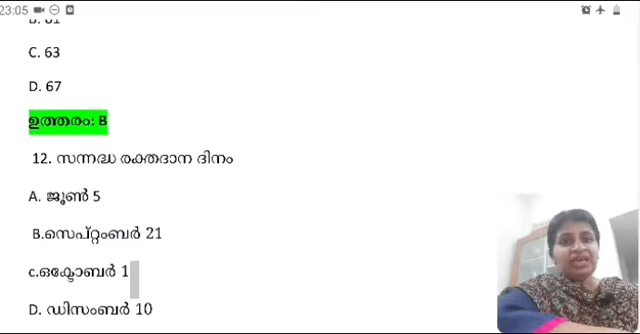 23:05
B. 61
C. 63
D. 67
ഉത്തരം: B
12. സന്നദ്ധ രക്തദാന ദിനം
A. ജൂൺ 5
B.സെപ്റ്റംബർ 21
c.ഒക്ടോബർ 1
D. ഡിസംബർ 10